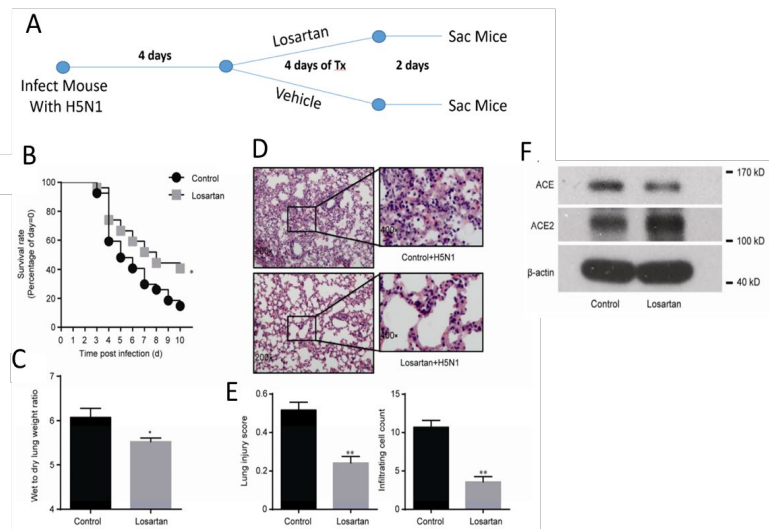 A
4 days
Losartan
4 days of Tx
Vehicle
2 days
Sac Mice
Sac Mice
Infect Mouse
With H5N1
B
Control
Losartan
Survival rate
(Percentage of day=0)
100
80
60
40
20
0
*
0 1 2 3 4 5 6 7 8 9 10
Time post infection (d)
C
Wet to dry lung weight ratio
7
6
5
4
*
Control Losartan
D
200×
400×
Control+H5N1
200×
400×
Losartan+H5N1
E
Lung injury score
0.6
0.4
0.2
0
**
Control Losartan
Infiltrating cell count
15
10
5
0
**
Control Losartan
F
ACE
ACE2
β-actin
170 kD
100 kD
40 kD
Control Losartan